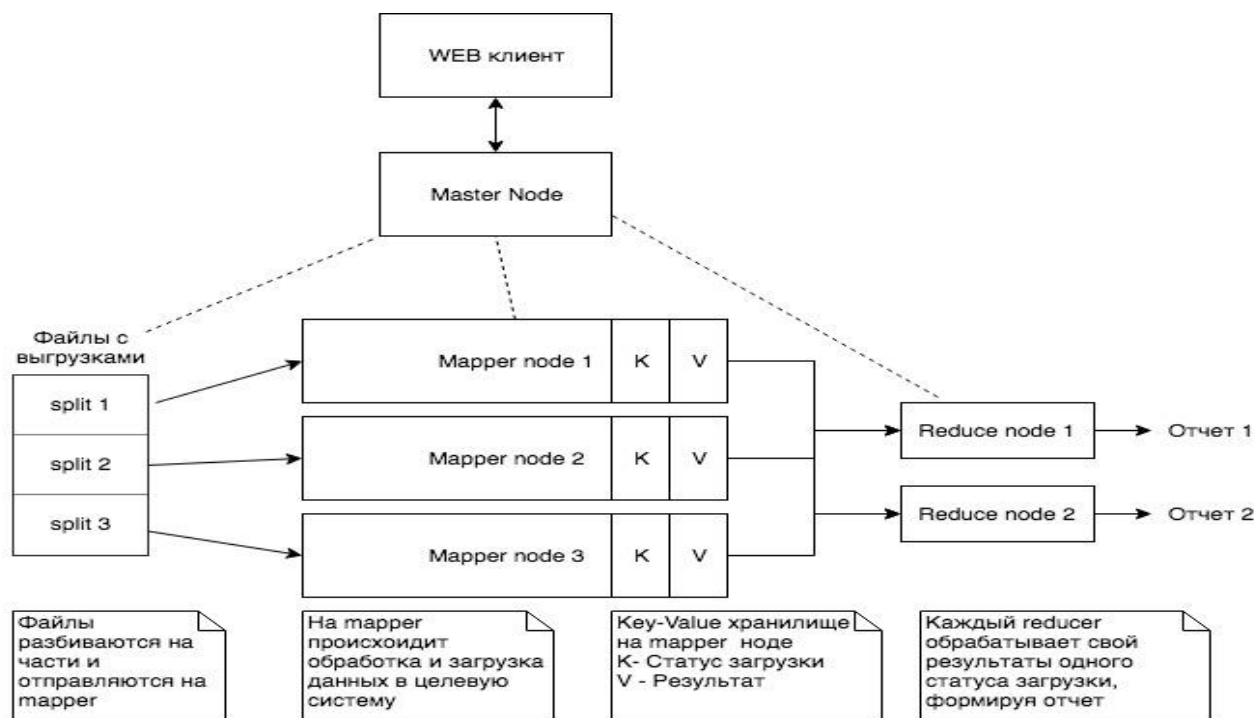 WEB клиент
Master Node
Файлы с
выгрузками
split 1
split 2
split 3
Mapper node 1 K V
Mapper node 2 K V
Mapper node 3 K V
Reduce node 1
Отчет 1
Reduce node 2
Отчет 2
Файлы
разбиваются на
части и
отправляются на
mapper
На mapper
происхоидит
обработка и загрузка
данных в целевую
систему
Key-Value хранилище
на mapper ноде
K- Статус загрузки
V - Результат
Каждый reducer
обрабатывает свой
результаты одного
статуса загрузки,
формируя отчет